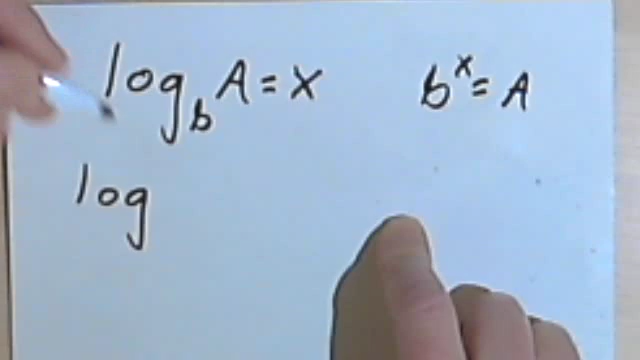 log_b A = x    b^x = A
log